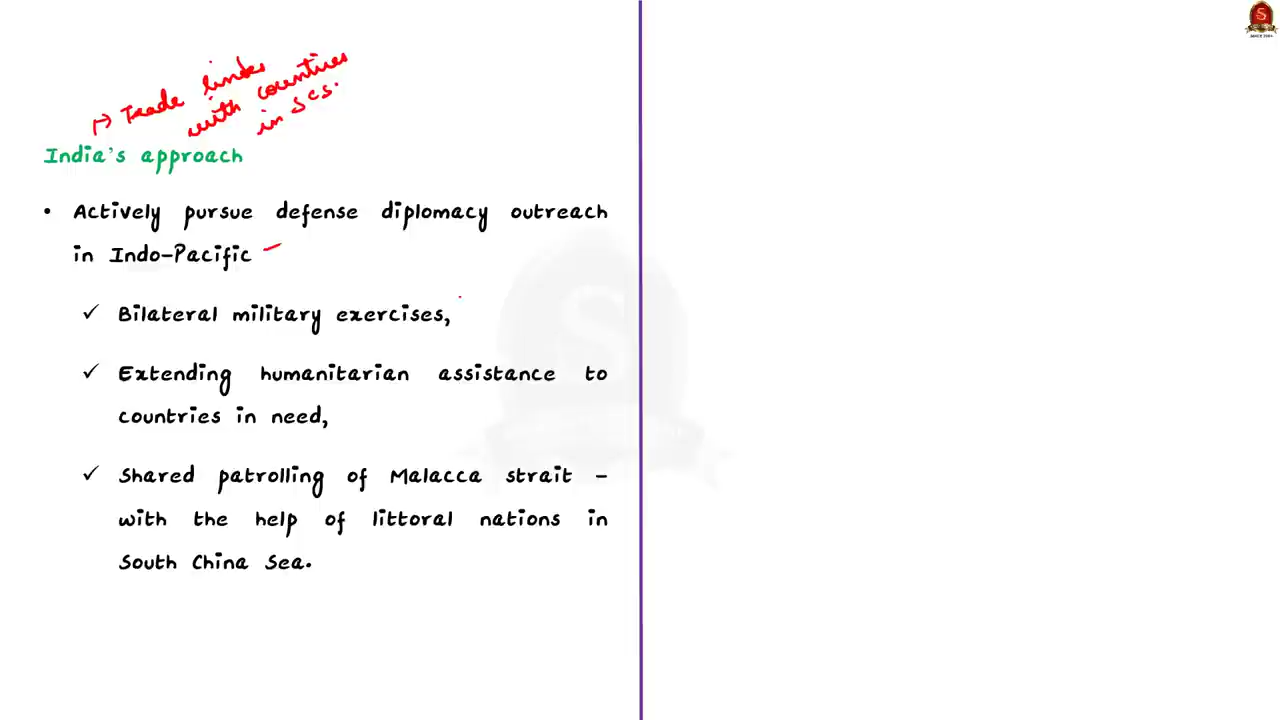 ↦ Trade links
with countries
in SCS.
India's approach
• Actively pursue defense diplomacy outreach
in Indo-Pacific –
✓ Bilateral military exercises,
✓ Extending humanitarian assistance to
countries in need,
✓ Shared patrolling of Malacca strait –
with the help of littoral nations in
South China Sea.
S